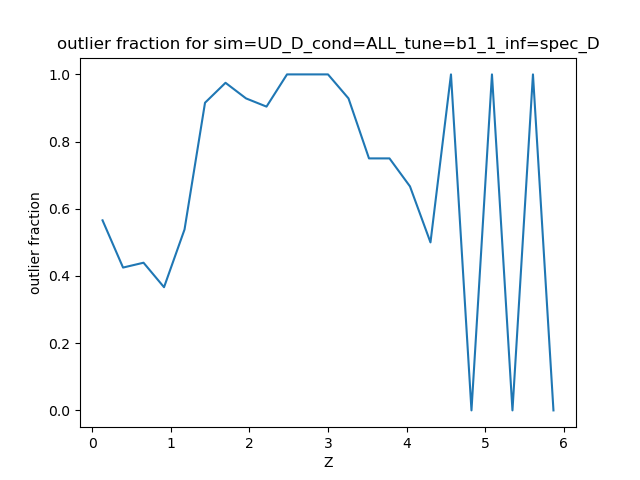 outlier fraction for sim=UD_D_cond=ALL_tune=b1_1_inf=spec_D
1.0
0.8
0.6
0.4
0.2
0.0
outlier fraction
0 1 2 3 4 5 6
Z